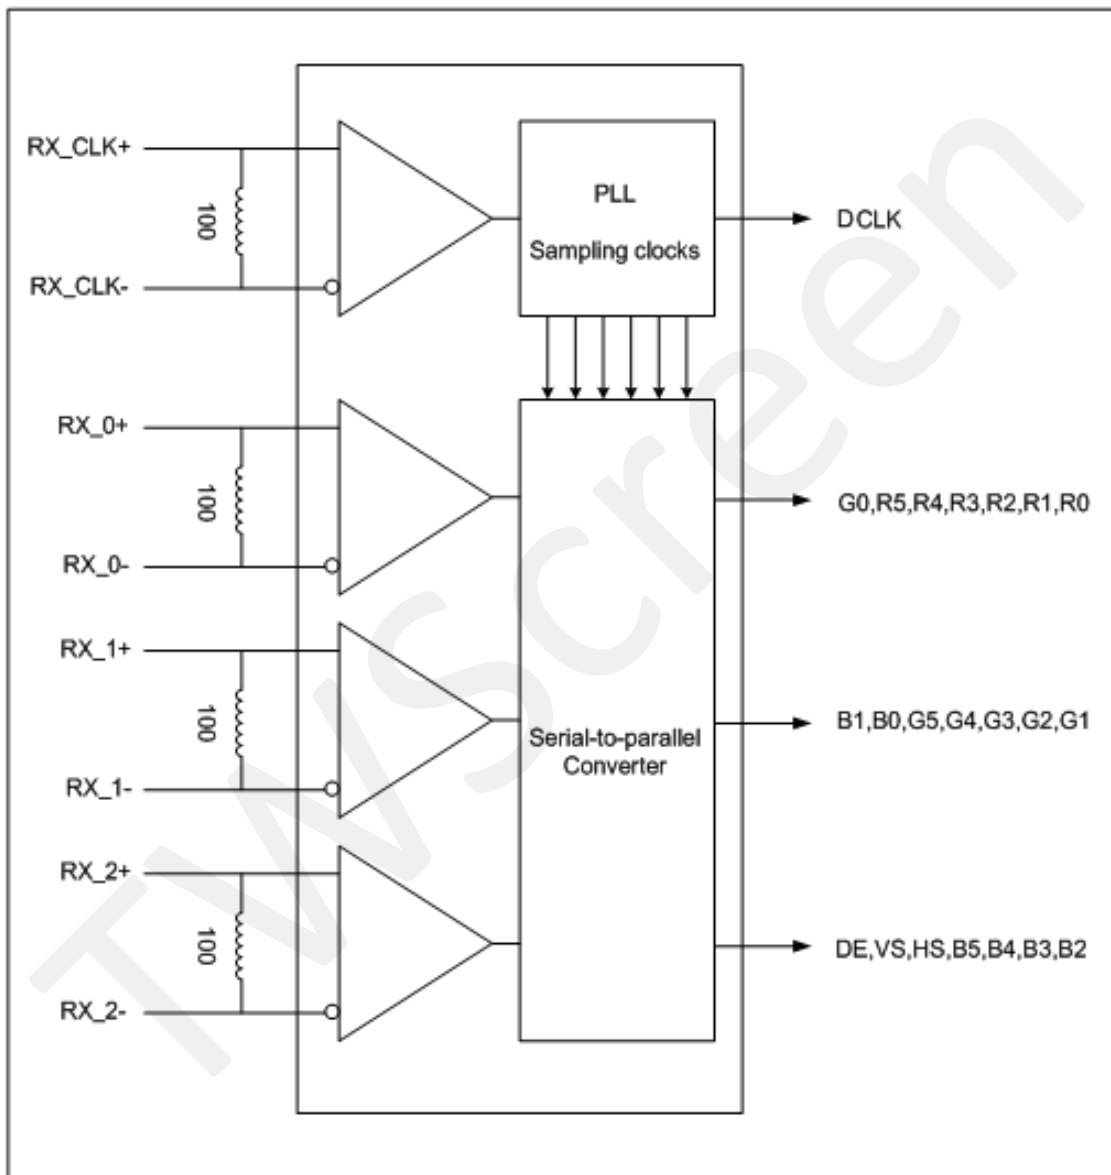 RX_CLK+
100
RX_CLK-
PLL
Sampling clocks
DCLK
RX_0+
100
RX_0-
G0,R5,R4,R3,R2,R1,R0
RX_1+
100
RX_1-
Serial-to-parallel
Converter
B1,B0,G5,G4,G3,G2,G1
RX_2+
100
RX_2-
DE,VS,HS,B5,B4,B3,B2
TWScreen